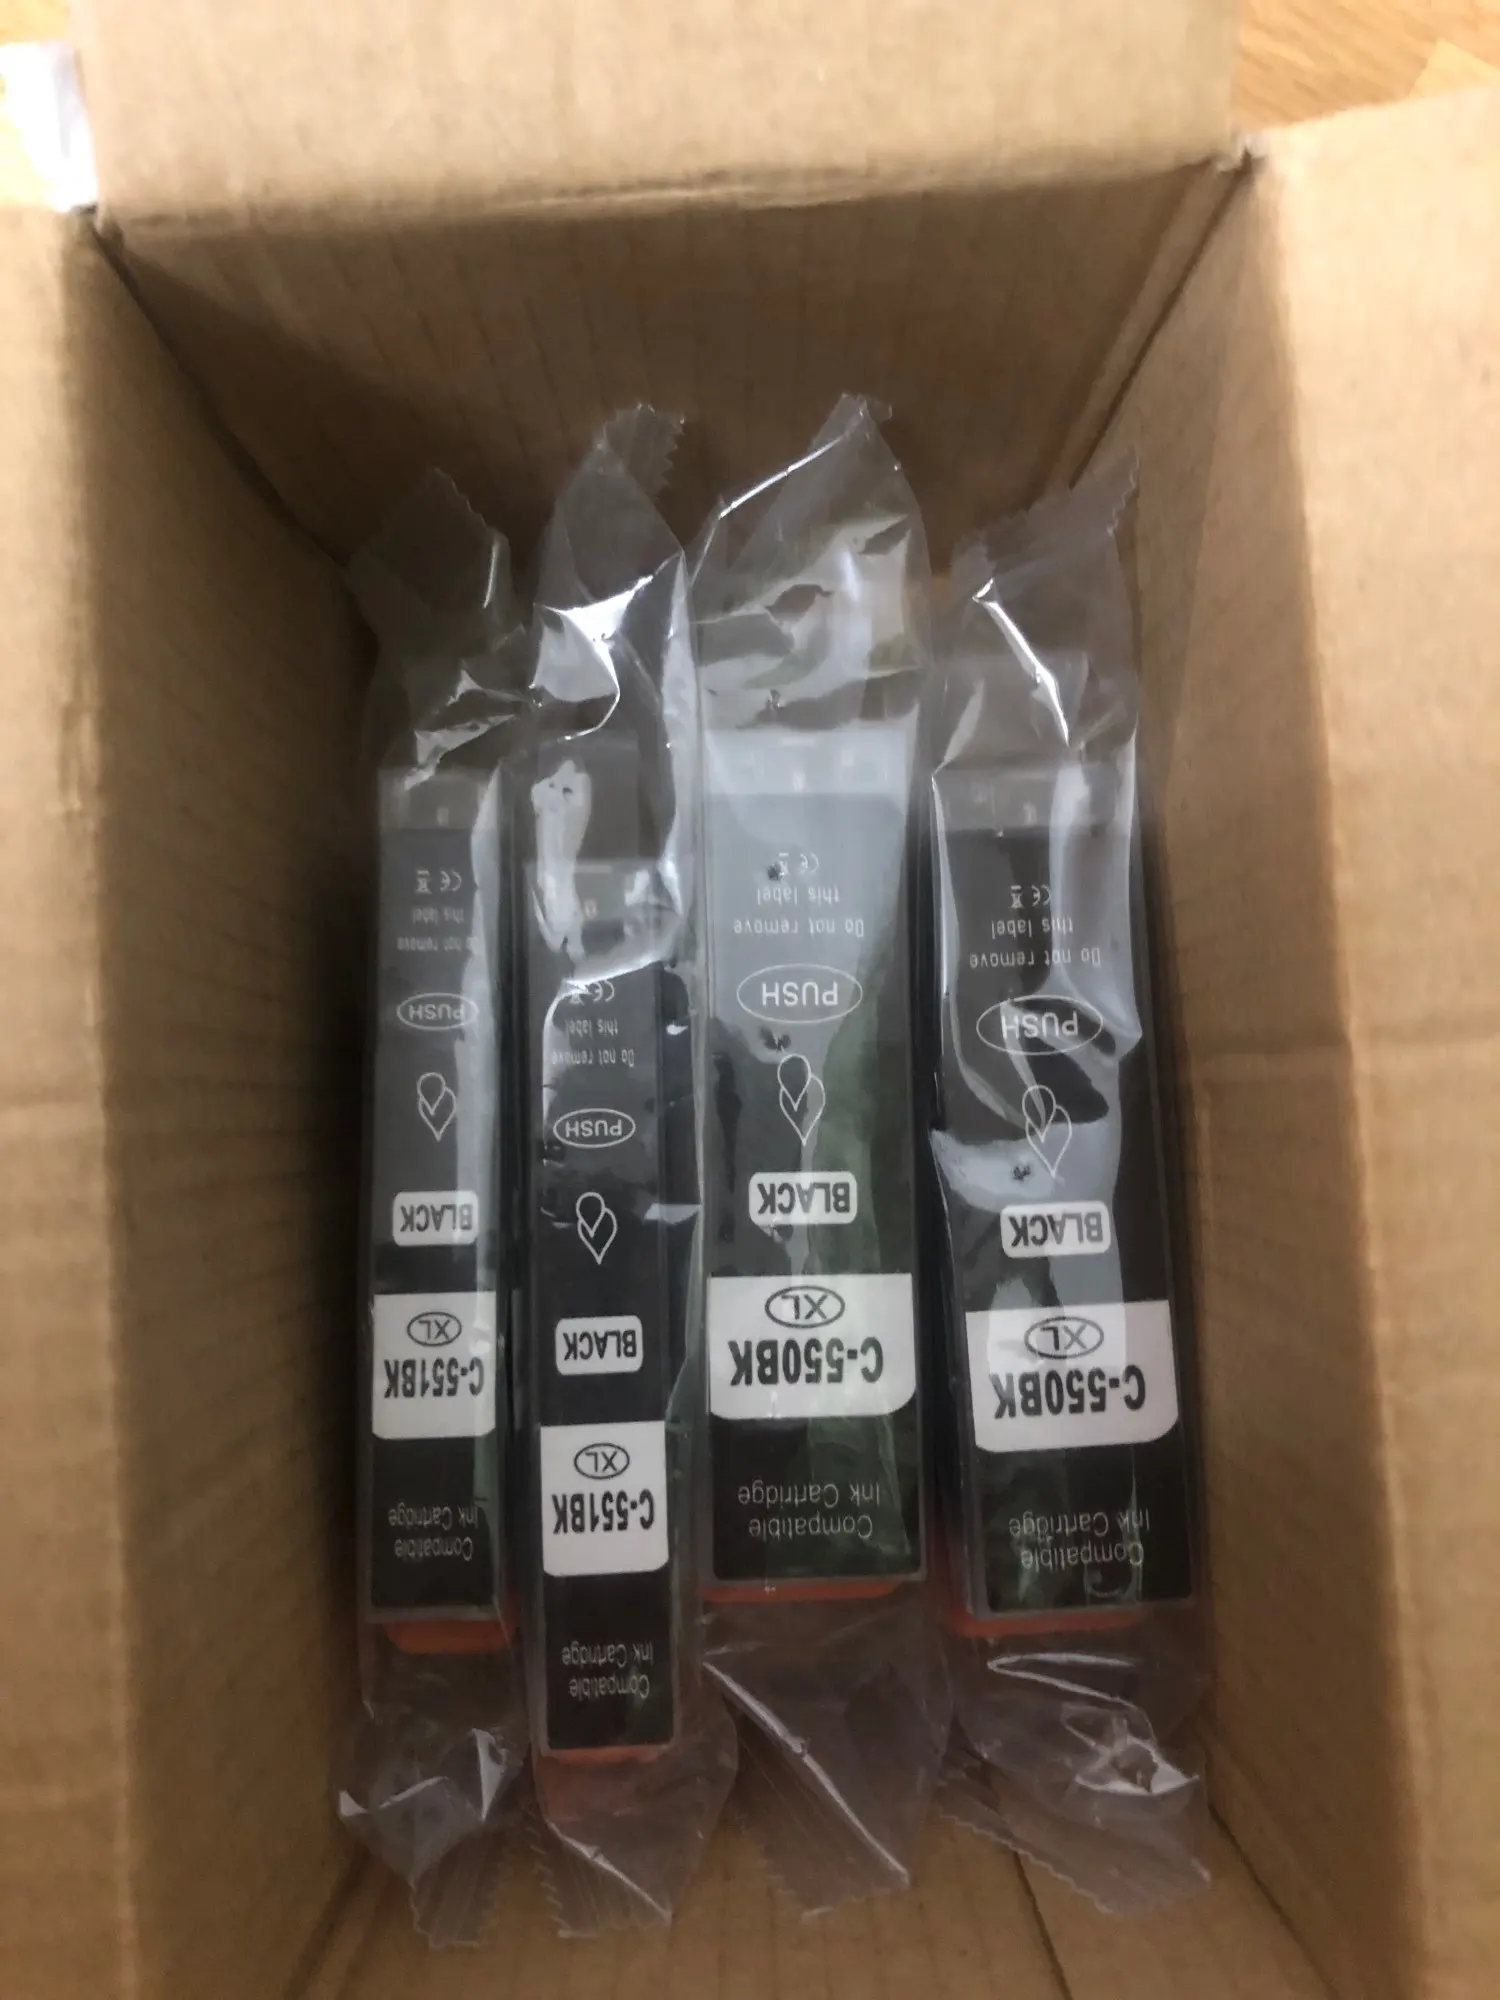 Compatible
Ink Cartridge
C-550BK
XL
BLACK
PUSH
Do not remove
this label
CE
Compatible
Ink Cartridge
C-550BK
XL
BLACK
PUSH
Do not remove
this label
CE
Compatible
Ink Cartridge
C-551BK
XL
BLACK
PUSH
Do not remove
this label
CE
Compatible
Ink Cartridge
C-551BK
XL
BLACK
PUSH
Do not remove
this label
CE